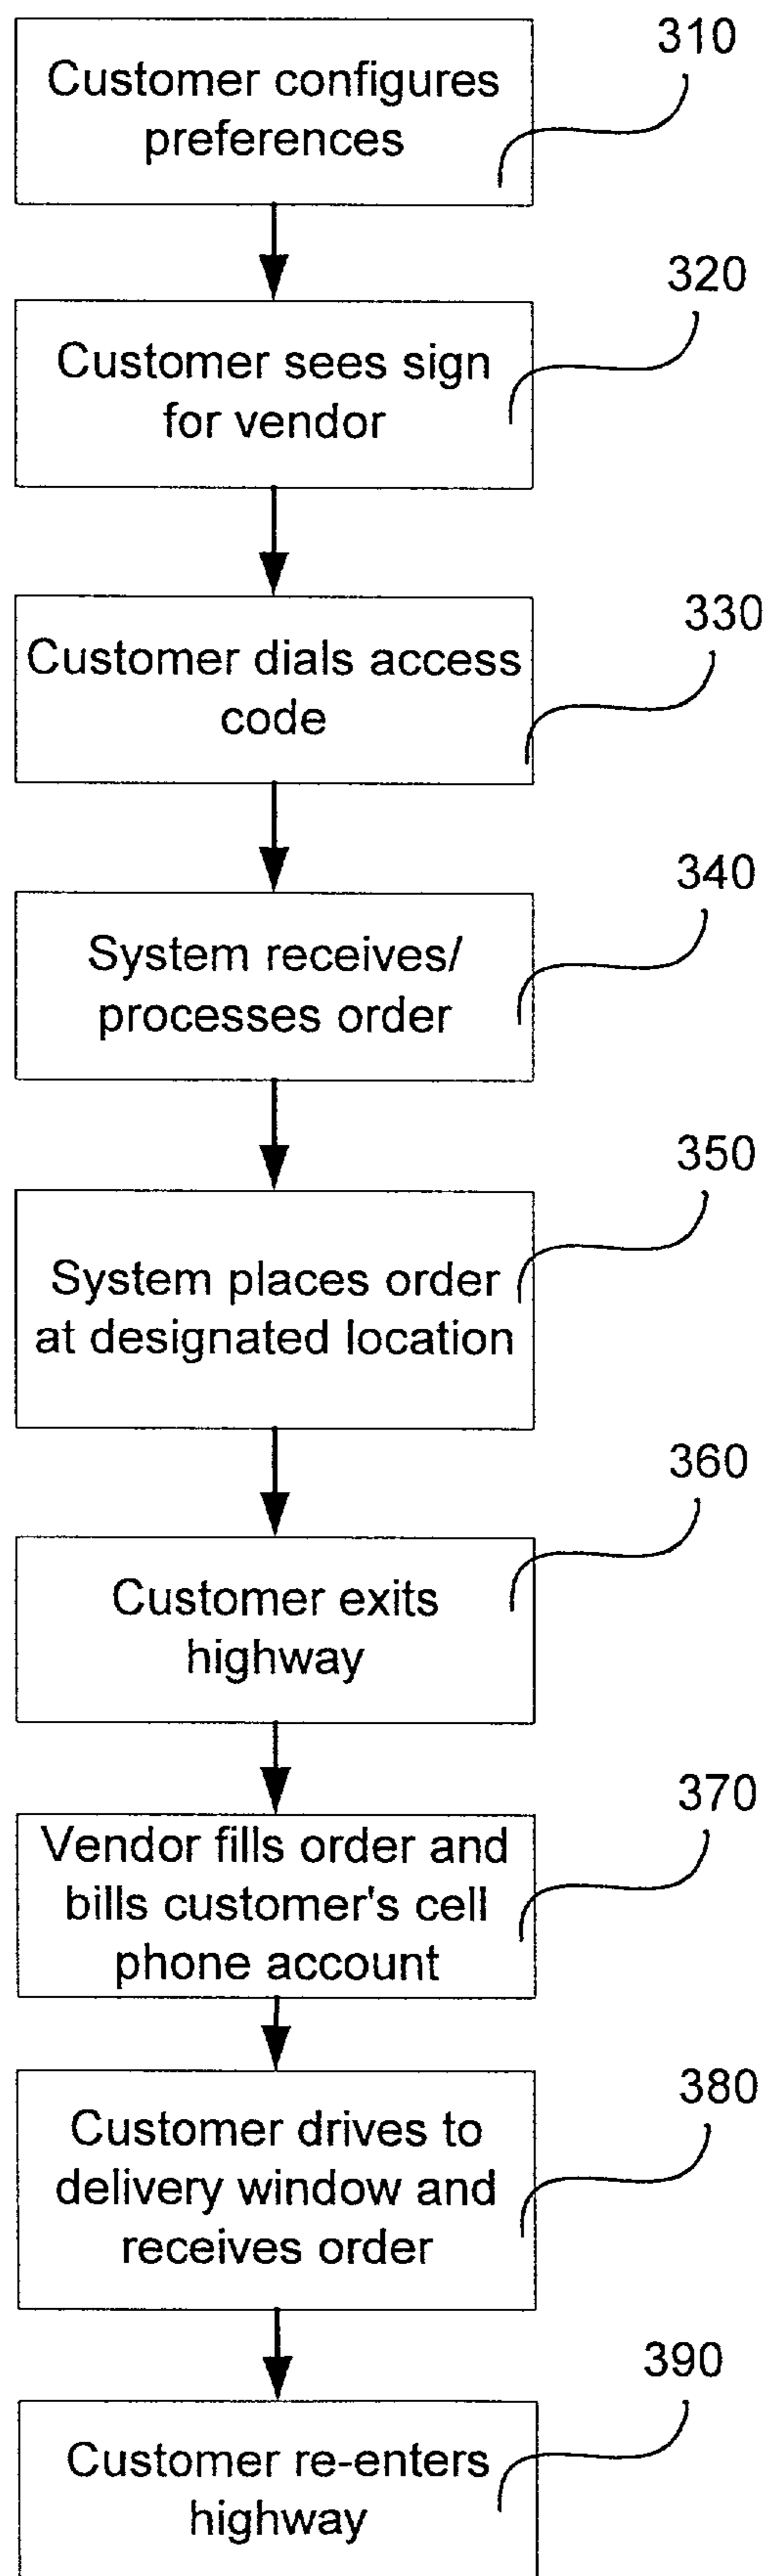 310
Customer configures
preferences
320
Customer sees sign
for vendor
330
Customer dials access
code
340
System receives/
processes order
350
System places order
at designated location
360
Customer exits
highway
370
Vendor fills order and
bills customer's cell
phone account
380
Customer drives to
delivery window and
receives order
390
Customer re-enters
highway